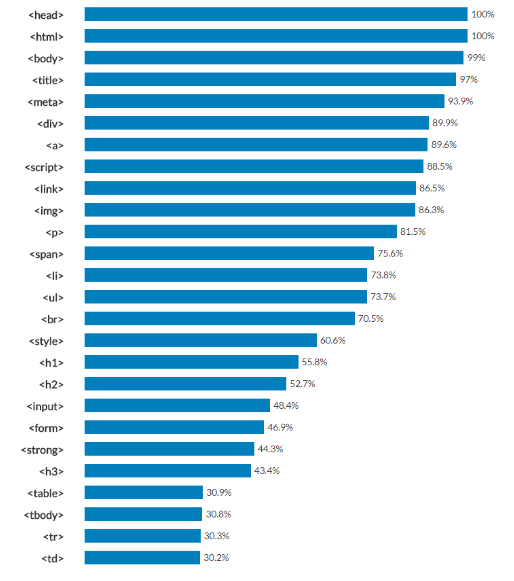 <head> 100%
<html> 100%
<body> 99%
<title> 97%
<meta> 93.9%
<div> 89.9%
<a> 89.6%
<script> 88.5%
<link> 86.5%
<img> 86.3%
<p> 81.5%
<span> 75.6%
<li> 73.8%
<ul> 73.7%
<br> 70.5%
<style> 60.6%
<h1> 55.8%
<h2> 52.7%
<input> 48.4%
<form> 46.9%
<strong> 44.3%
<h3> 43.4%
<table> 30.9%
<tbody> 30.8%
<tr> 30.3%
<td> 30.2%